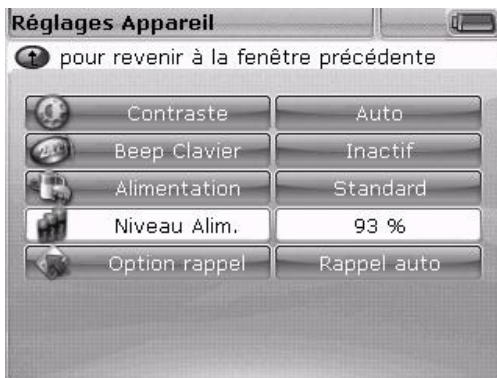 Réglages Appareil
pour revenir à la fenêtre précédente
Contraste Auto
Beep Clavier Inactif
Alimentation Standard
Niveau Alim. 93 %
Option rappel Rappel auto